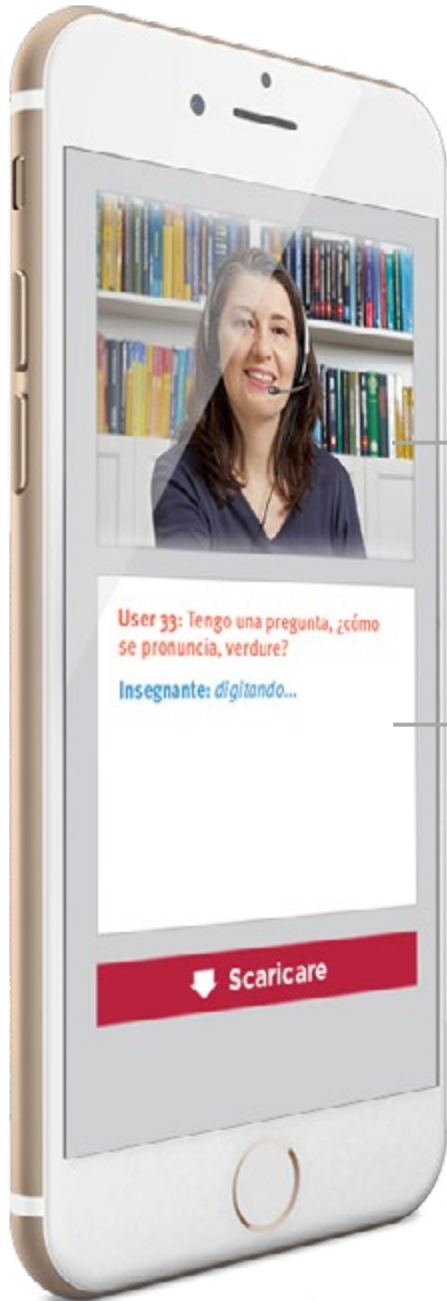 User 33: Tengo una pregunta, ¿cómo
se pronuncia, verdure?
Insegnante: digitando...
Scaricare